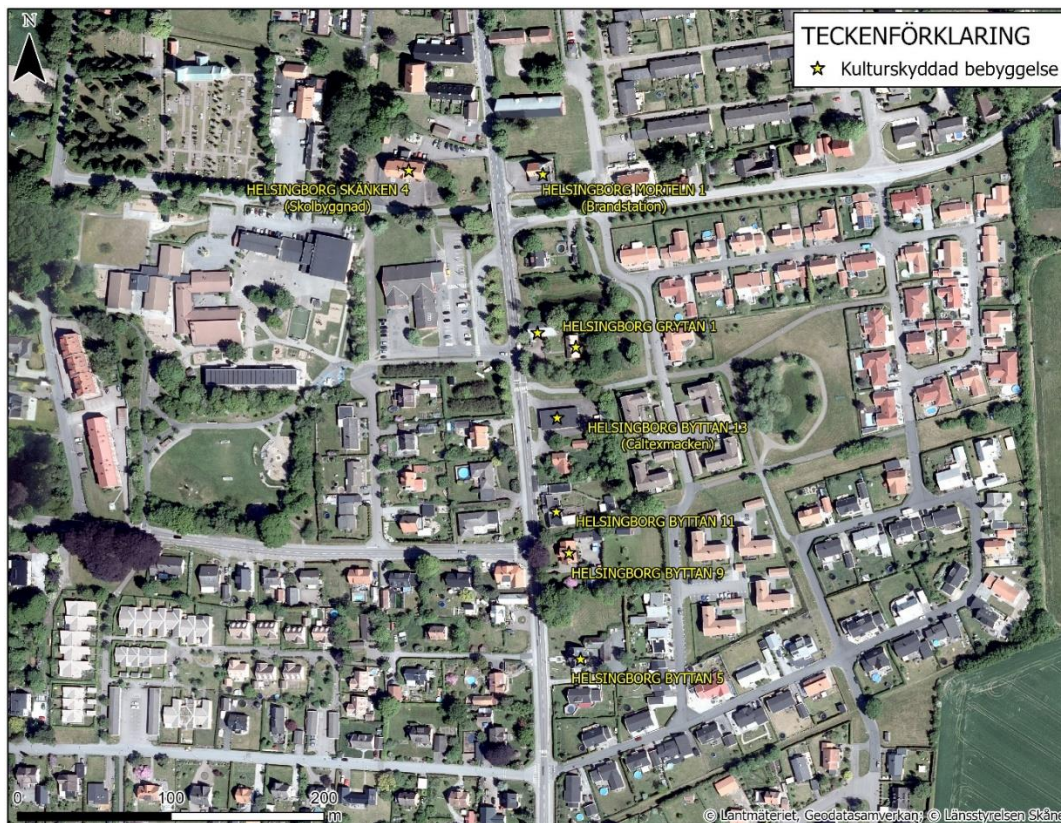 N
TECKENFÖRKLARING
Kulturskyddad bebyggelse
HELSINGBORG SKÄNKEN 4
(Skolbyggnad)
HELSINGBORG MORTELN 1
(Brandstation)
HELSINGBORG GRYTAN 1
HELSINGBORG BYTTAN 13
(Caltexmacken)
HELSINGBORG BYTTAN 11
HELSINGBORG BYTTAN 9
HELSINGBORG BYTTAN 5
0 100 200
m
© Lantmäteriet, Geodatasamverkan; © Länsstyrelsen Skån